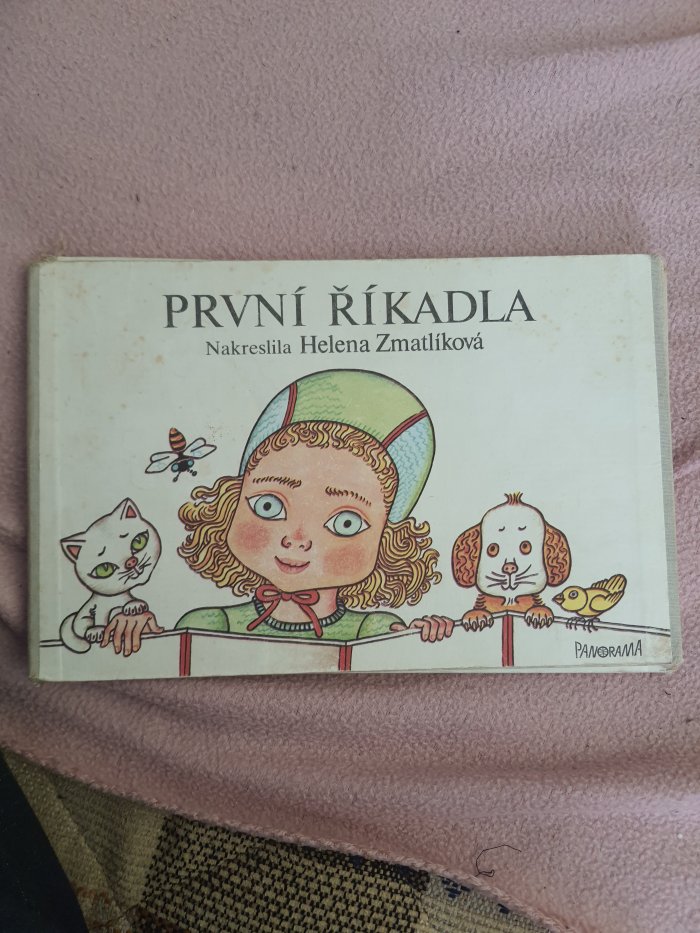 PRVNÍ ŘÍKADLA
Nakreslila Helena Zmatlíková
PANORAMA